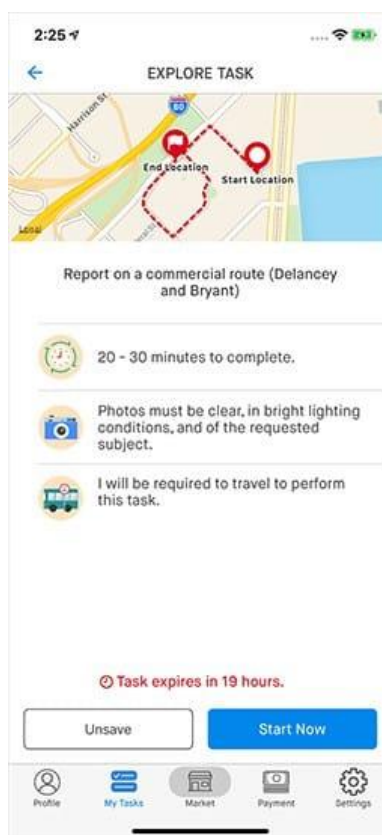 2:25
EXPLORE TASK
Harrison St
80
End Location
Start Location
Report on a commercial route (Delancey
and Bryant)
20 - 30 minutes to complete.
Photos must be clear, in bright lighting
conditions, and of the requested
subject.
I will be required to travel to perform
this task.
Task expires in 19 hours.
Unsave
Start Now
Profile
My Tasks
Market
Payment
Settings